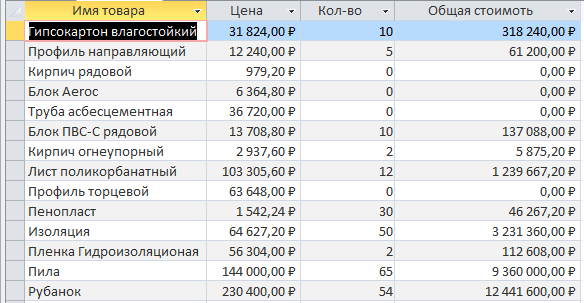 Имя товара Цена Кол-во Общая стоимоть
Гипсокартон влагостойкий 31 824,00 ₽ 10 318 240,00 ₽
Профиль направляющий 12 240,00 ₽ 5 61 200,00 ₽
Кирпич рядовой 979,20 ₽ 0 0,00 ₽
Блок Aeroc 6 364,80 ₽ 0 0,00 ₽
Труба асбесцементная 36 720,00 ₽ 0 0,00 ₽
Блок ПВС-С рядовой 13 708,80 ₽ 10 137 088,00 ₽
Кирпич огнеупорный 2 937,60 ₽ 2 5 875,20 ₽
Лист поликорбанатный 103 305,60 ₽ 12 1 239 667,20 ₽
Профиль торцевой 63 648,00 ₽ 0 0,00 ₽
Пенопласт 1 542,24 ₽ 30 46 267,20 ₽
Изоляция 64 627,20 ₽ 50 3 231 360,00 ₽
Пленка Гидроизоляционая 56 304,00 ₽ 2 112 608,00 ₽
Пила 144 000,00 ₽ 65 9 360 000,00 ₽
Рубанок 230 400,00 ₽ 54 12 441 600,00 ₽